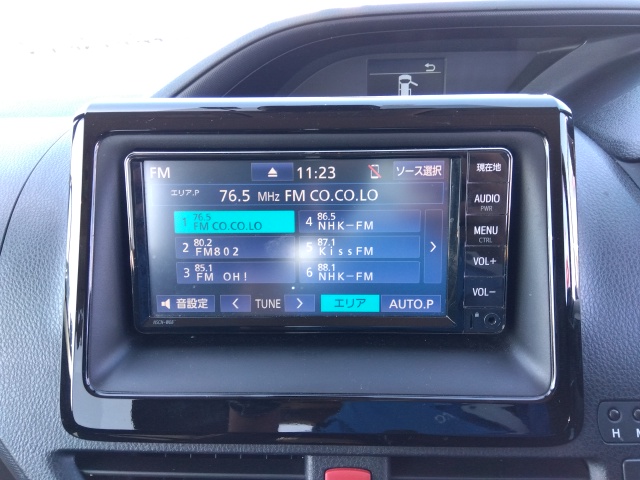 FM 11:23 ソース選択
エリア.P 76.5 MHz FM CO.CO.LO
1 76.5 FM CO.CO.LO
2 80.2 FM802
3 85.1 FM OH!
4 86.5 NHK-FM
5 87.1 KissFM
6 88.1 NHK-FM
音設定 < TUNE > エリア AUTO.P
現在地
AUDIO
PWR
MENU
CTRL
VOL+
VOL-
H